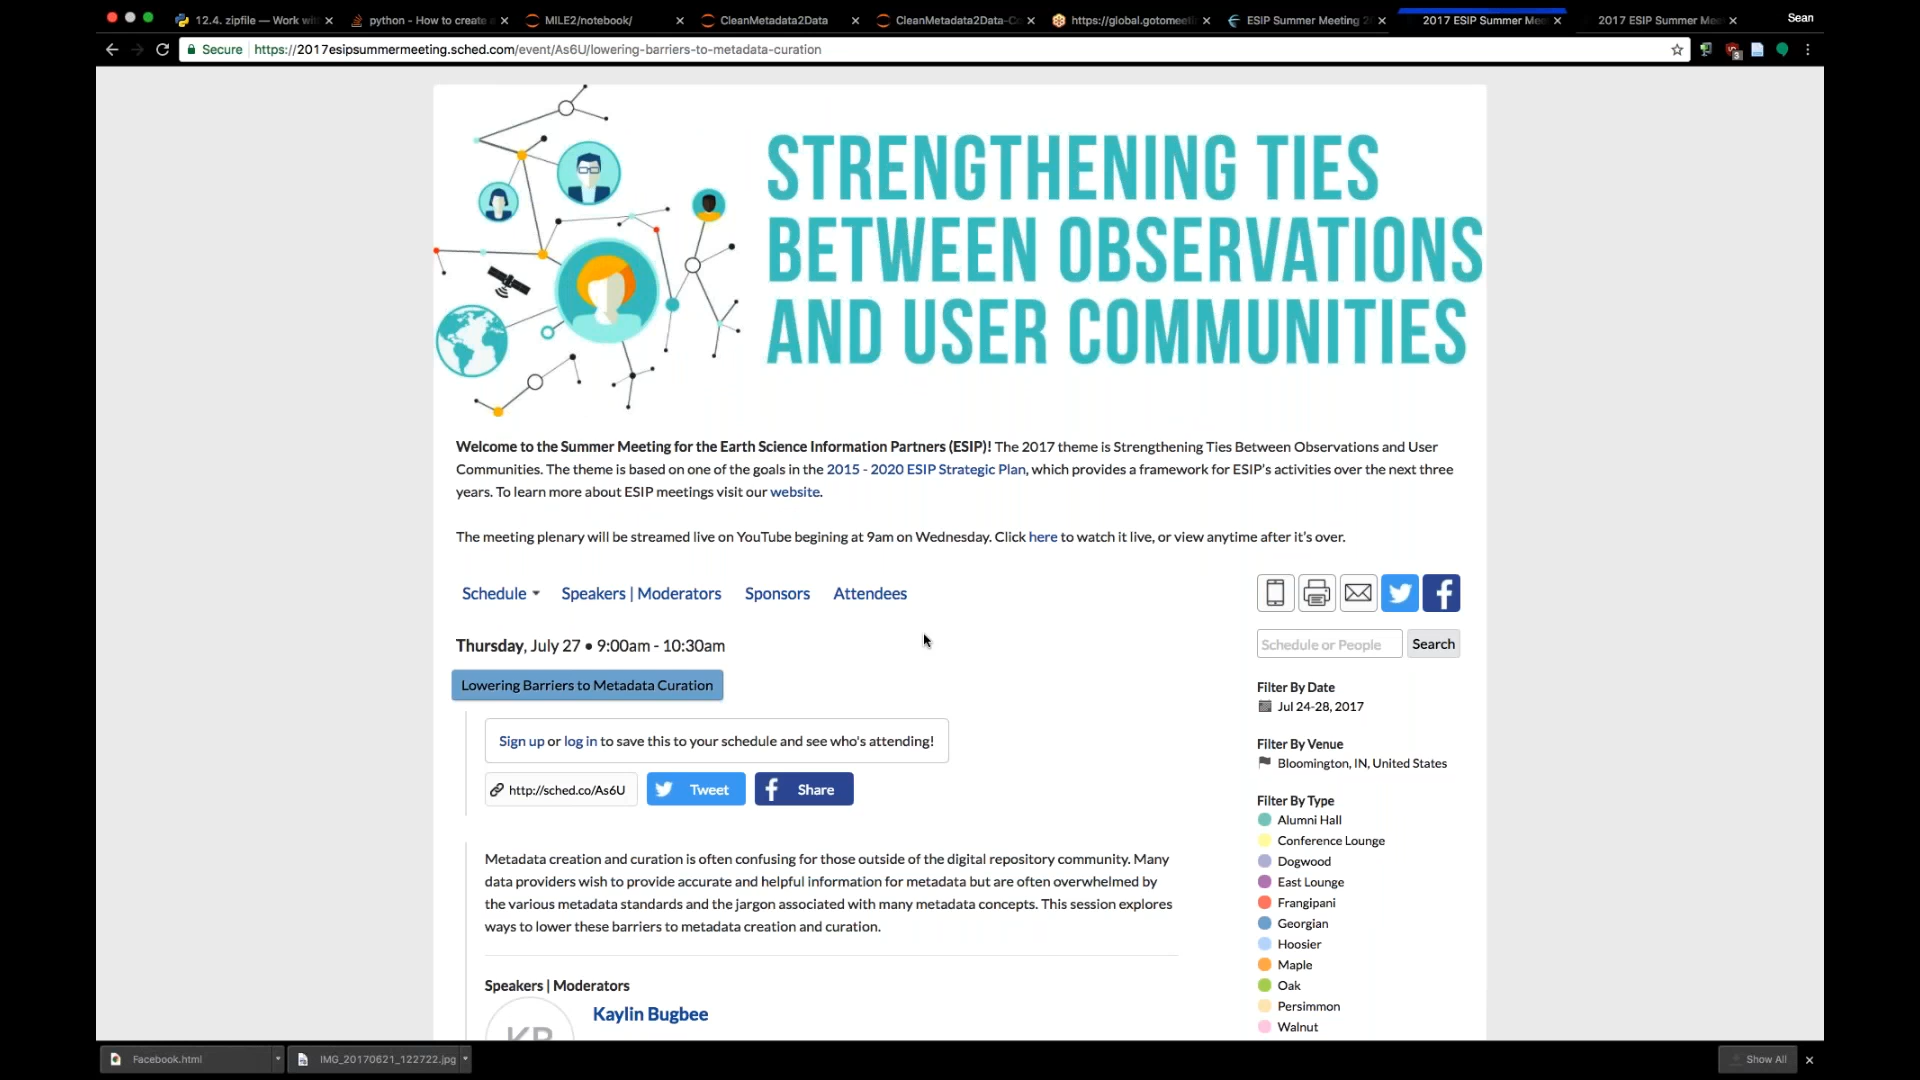 12.4. zipfile — Work wit
python - How to create a
MILE2/notebook/
CleanMetadata2Data
CleanMetadata2Data-Co
https://global.gotomeeti
ESIP Summer Meeting 2
2017 ESIP Summer Mee
2017 ESIP Summer Mee
Sean
Secure
https://2017esipsummermeeting.sched.com/event/As6U/lowering-barriers-to-metadata-curation
3
STRENGTHENING TIES
BETWEEN OBSERVATIONS
AND USER COMMUNITIES
Welcome to the Summer Meeting for the Earth Science Information Partners (ESIP)! The 2017 theme is Strengthening Ties Between Observations and User
Communities. The theme is based on one of the goals in the 2015 - 2020 ESIP Strategic Plan, which provides a framework for ESIP's activities over the next three
years. To learn more about ESIP meetings visit our website.
The meeting plenary will be streamed live on YouTube begining at 9am on Wednesday. Click here to watch it live, or view anytime after it's over.
Schedule
Speakers | Moderators
Sponsors
Attendees
Thursday, July 27 • 9:00am - 10:30am
Lowering Barriers to Metadata Curation
Sign up or log in to save this to your schedule and see who's attending!
http://sched.co/As6U
Tweet
Share
Metadata creation and curation is often confusing for those outside of the digital repository community. Many
data providers wish to provide accurate and helpful information for metadata but are often overwhelmed by
the various metadata standards and the jargon associated with many metadata concepts. This session explores
ways to lower these barriers to metadata creation and curation.
Speakers | Moderators
KB
Kaylin Bugbee
Schedule or People
Search
Filter By Date
Jul 24-28, 2017
Filter By Venue
Bloomington, IN, United States
Filter By Type
Alumni Hall
Conference Lounge
Dogwood
East Lounge
Frangipani
Georgian
Hoosier
Maple
Oak
Persimmon
Walnut
Facebook.html
IMG_20170621_122722.jpg
Show All